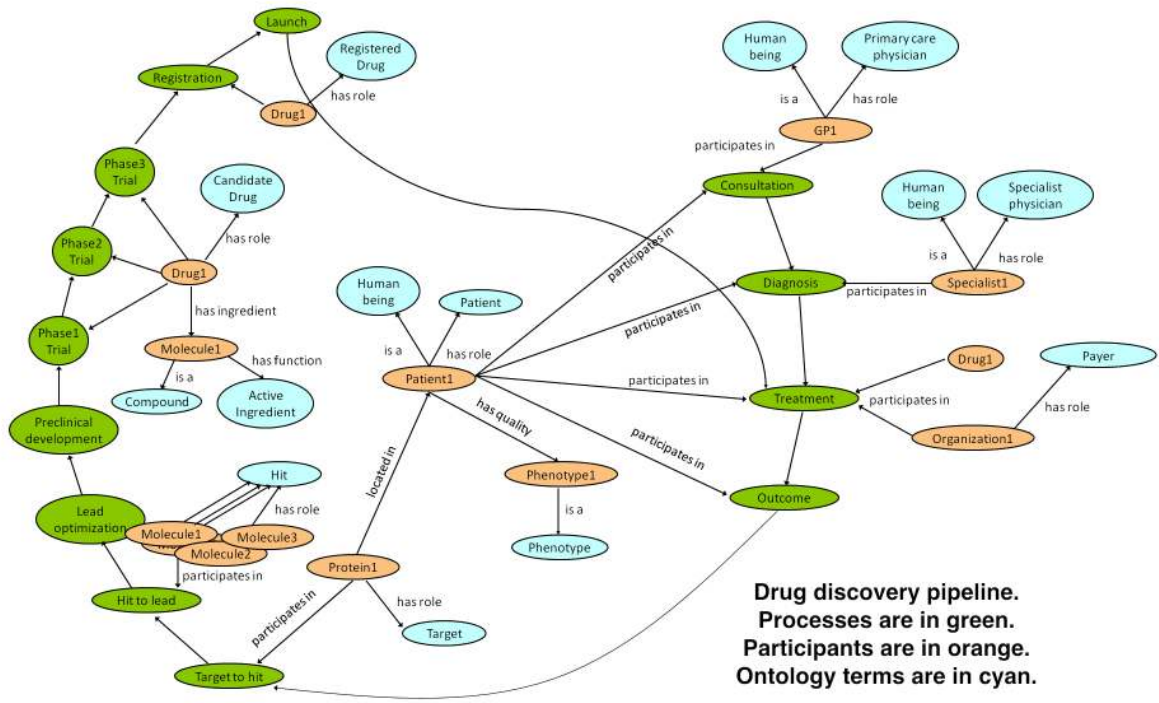 Launch
Registered
Drug
Registration
has role
Drug1
Phase3
Trial
Candidate
Drug
has role
Phase2
Trial
Drug1
has ingredient
Phase1
Trial
Molecule1
has function
is a
Compound
Active
Ingredient
Preclinical
development
Hit
has role
Lead
optimization
Molecule1
Molecule3
Molecule2
participates in
Hit to lead
Target to hit
Human
being
Patient
is a
has role
Patient1
has quality
located in
Phenotype1
is a
Phenotype
Protein1
participates in
has role
Target
participates in
participates in
participates in
participates in
Human
being
Primary care
physician
is a
has role
GP1
participates in
Consultation
Human
being
Specialist
physician
is a
has role
Diagnosis
participates in
Specialist1
Drug1
Payer
Treatment
participates in
has role
Organization1
Outcome
Drug discovery pipeline.
Processes are in green.
Participants are in orange.
Ontology terms are in cyan.